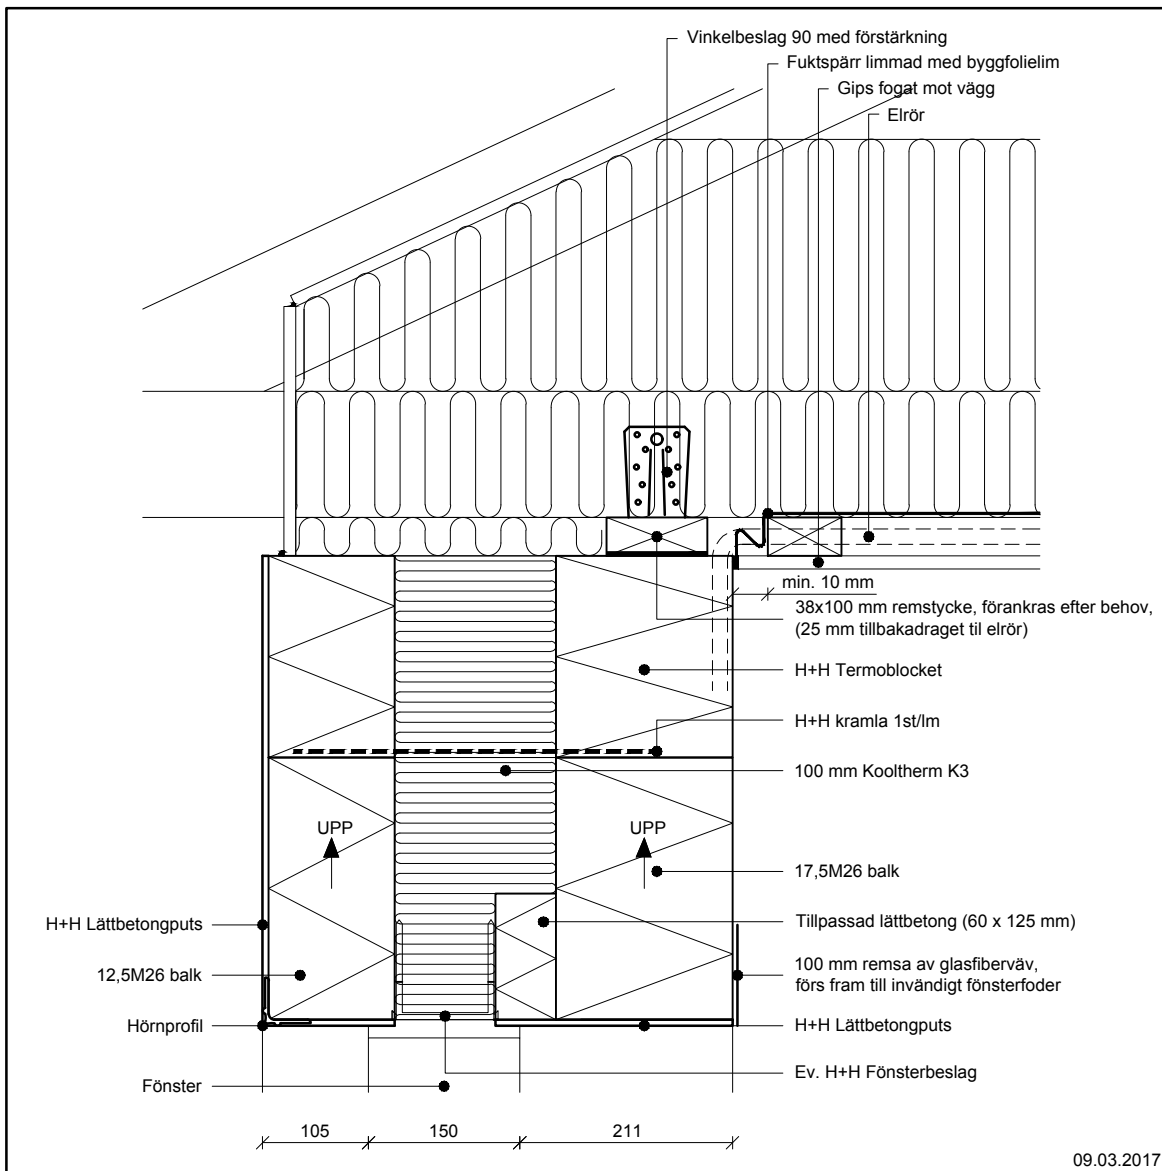 Vinkelbeslag 90 med förstärkning
Fuktspärr limmad med byggfolielim
Gips fogat mot vägg
Elrör
min. 10 mm
38x100 mm remstycke, förankras efter behov,
(25 mm tillbakadraget til elrör)
H+H Termoblocket
H+H kramla 1st/lm
100 mm Kooltherm K3
UPP
UPP
17,5M26 balk
H+H Lättbetongputs
Tillpassad lättbetong (60 x 125 mm)
12,5M26 balk
100 mm remsa av glasfiberväv,
förs fram till invändigt fönsterfoder
Hörnprofil
H+H Lättbetongputs
Ev. H+H Fönsterbeslag
Fönster
105
150
211
09.03.2017